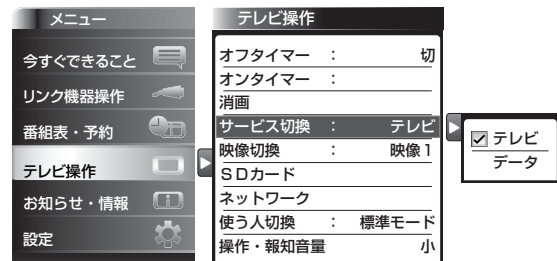 メニュー
今すぐできること
リンク機器操作
番組表・予約
テレビ操作
お知らせ・情報
設定
テレビ操作
オフタイマー : 切
オンタイマー :
消画
サービス切換 : テレビ
映像切換 : 映像1
SDカード
ネットワーク
使う人切換 : 標準モード
操作・報知音量 小
テレビ
データ